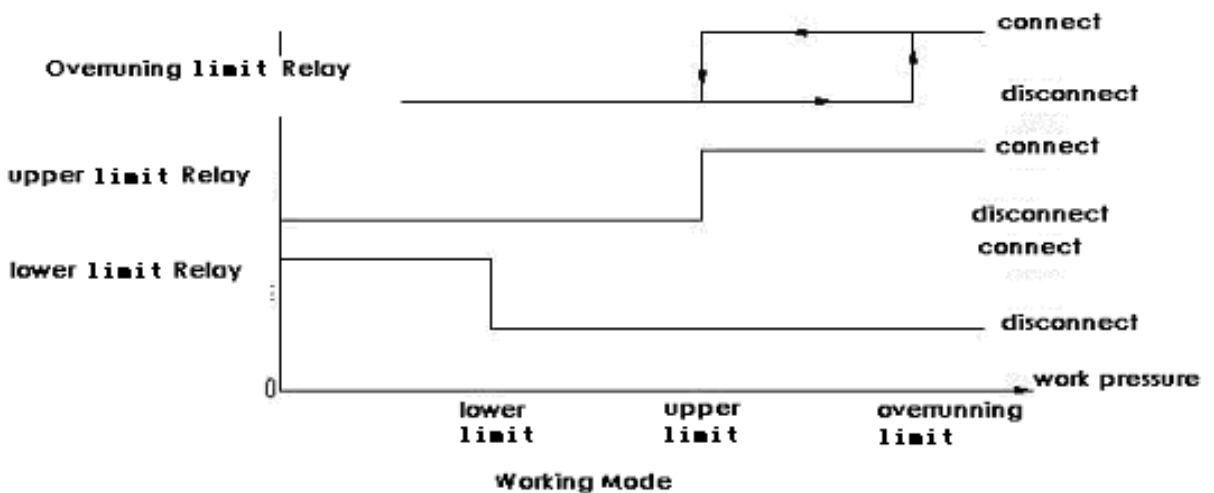 connect
Overruning limit Relay
disconnect
connect
upper limit Relay
disconnect
connect
lower limit Relay
disconnect
0
work pressure
lower limit
upper limit
overrunning limit
Working Mode